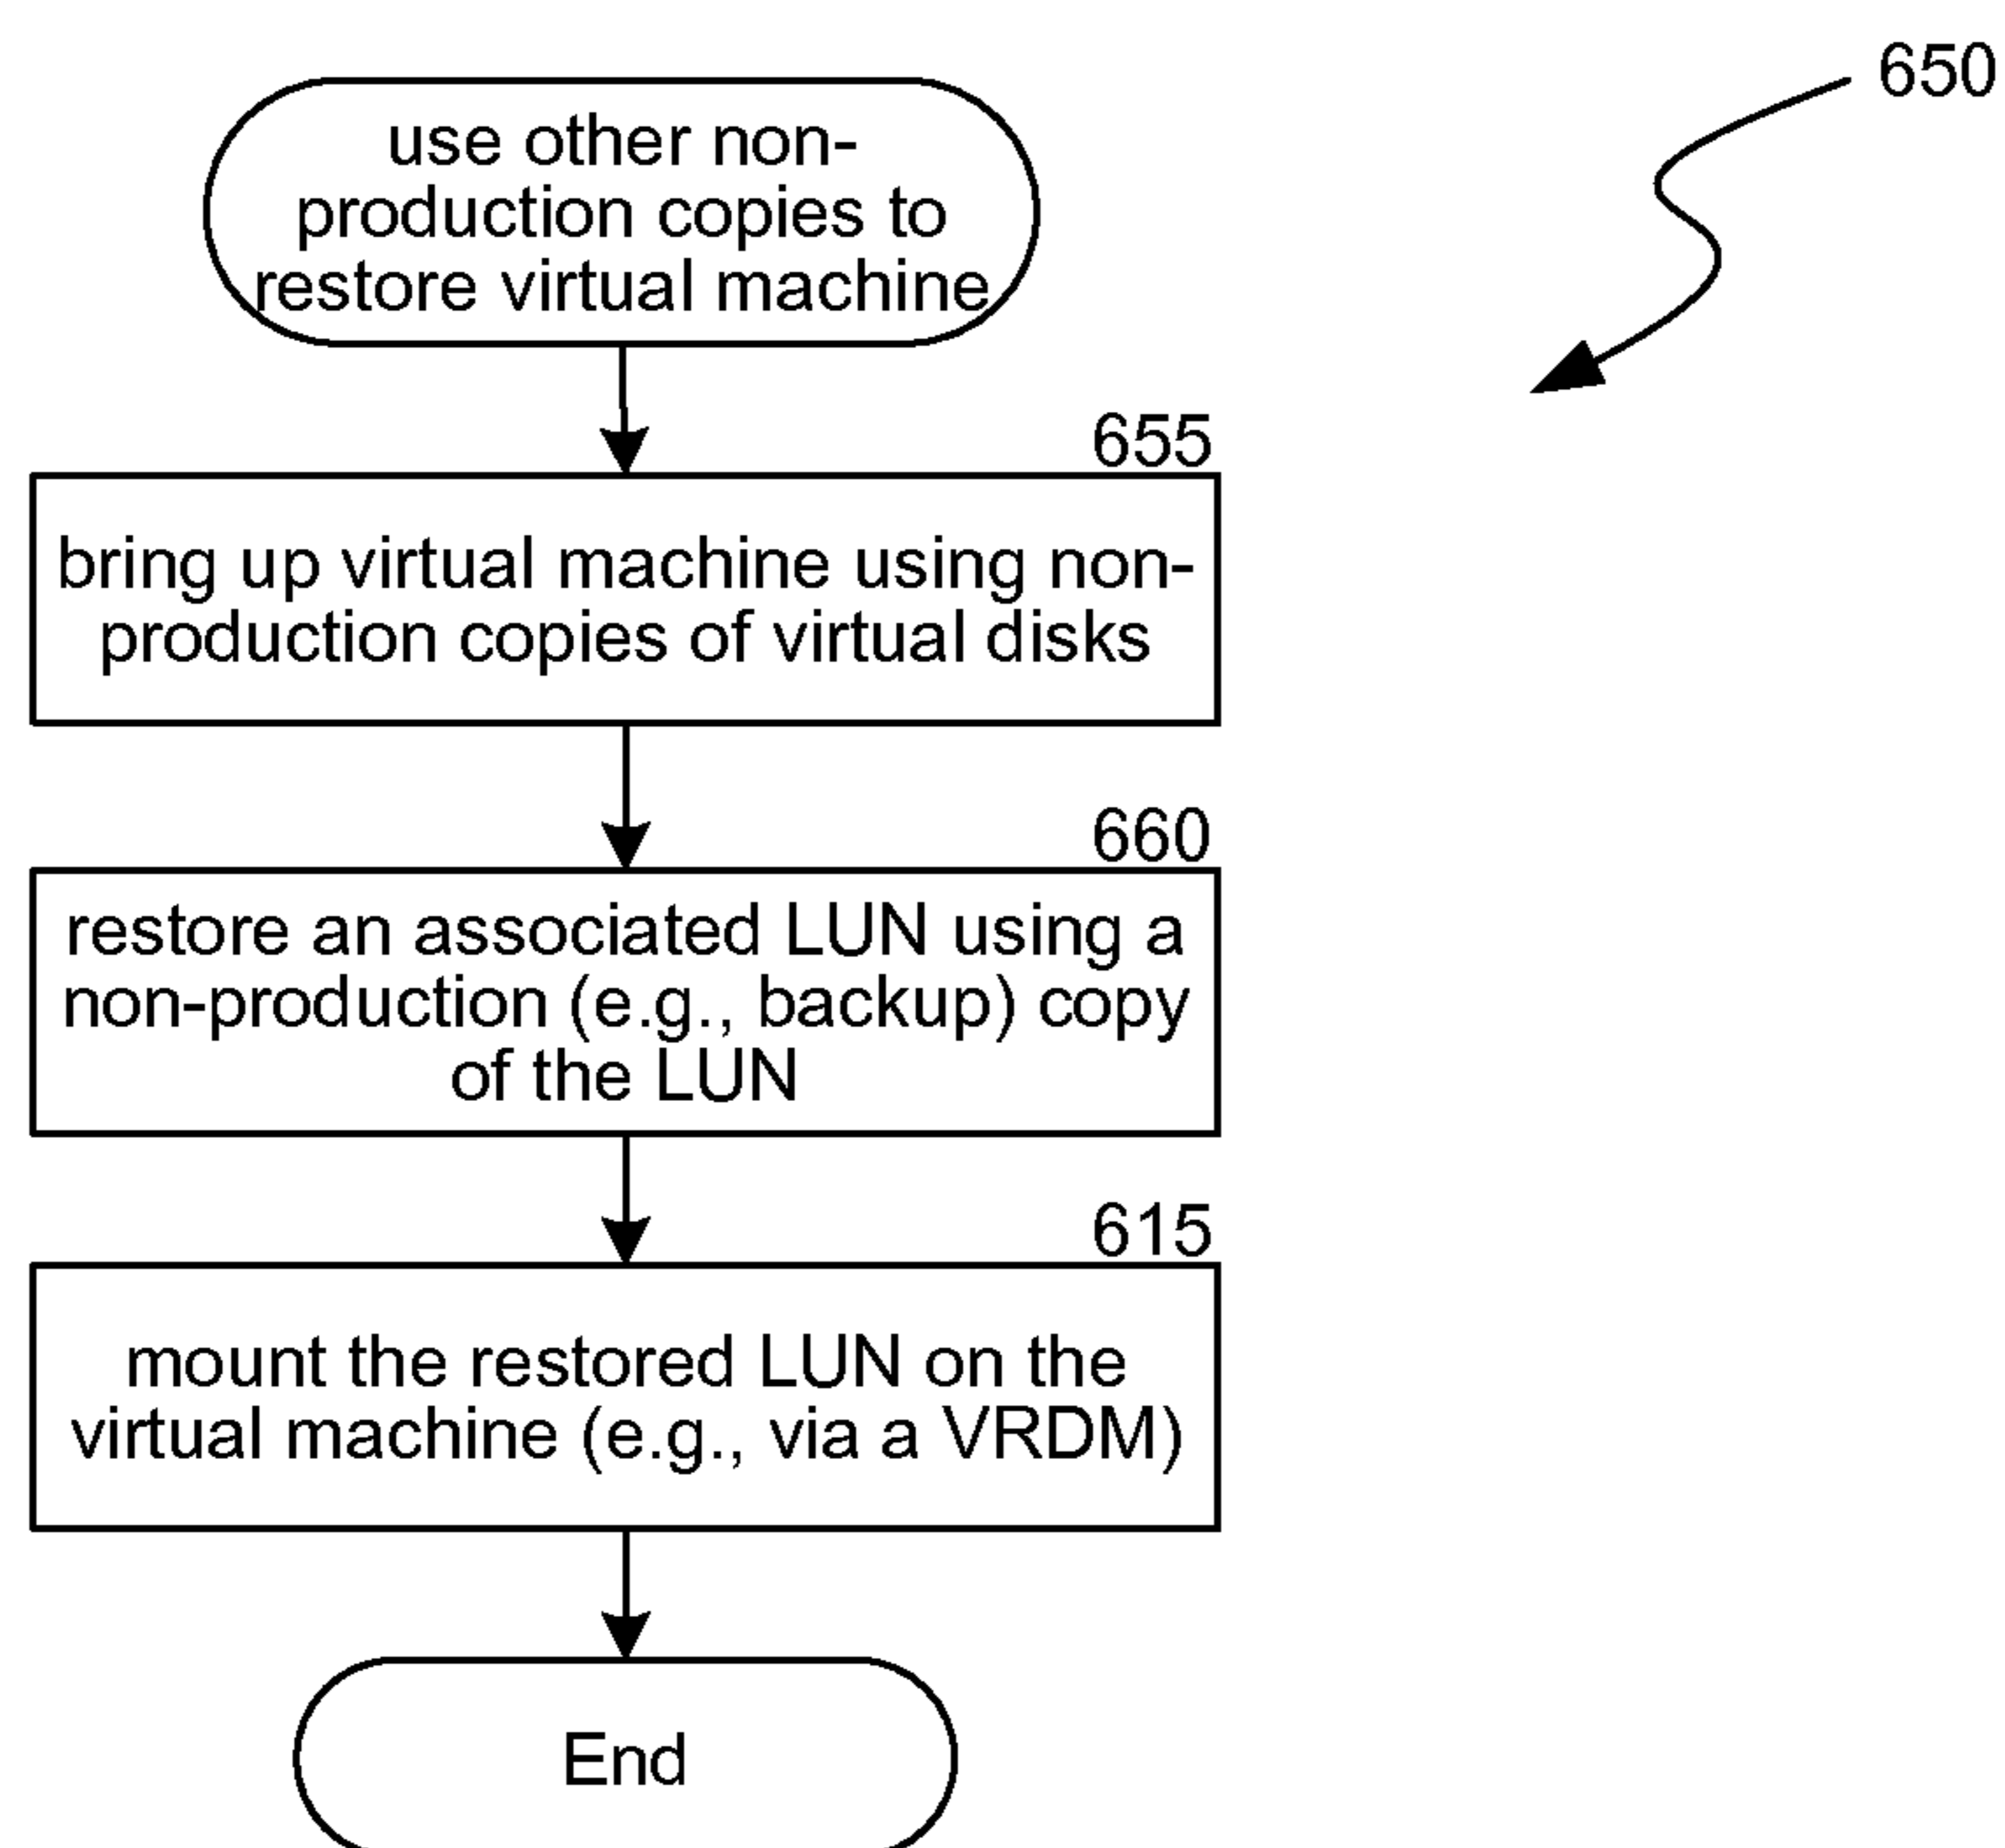 650
use other non-
production copies to
restore virtual machine
655
bring up virtual machine using non-
production copies of virtual disks
660
restore an associated LUN using a
non-production (e.g., backup) copy
of the LUN
615
mount the restored LUN on the
virtual machine (e.g., via a VRDM)
End